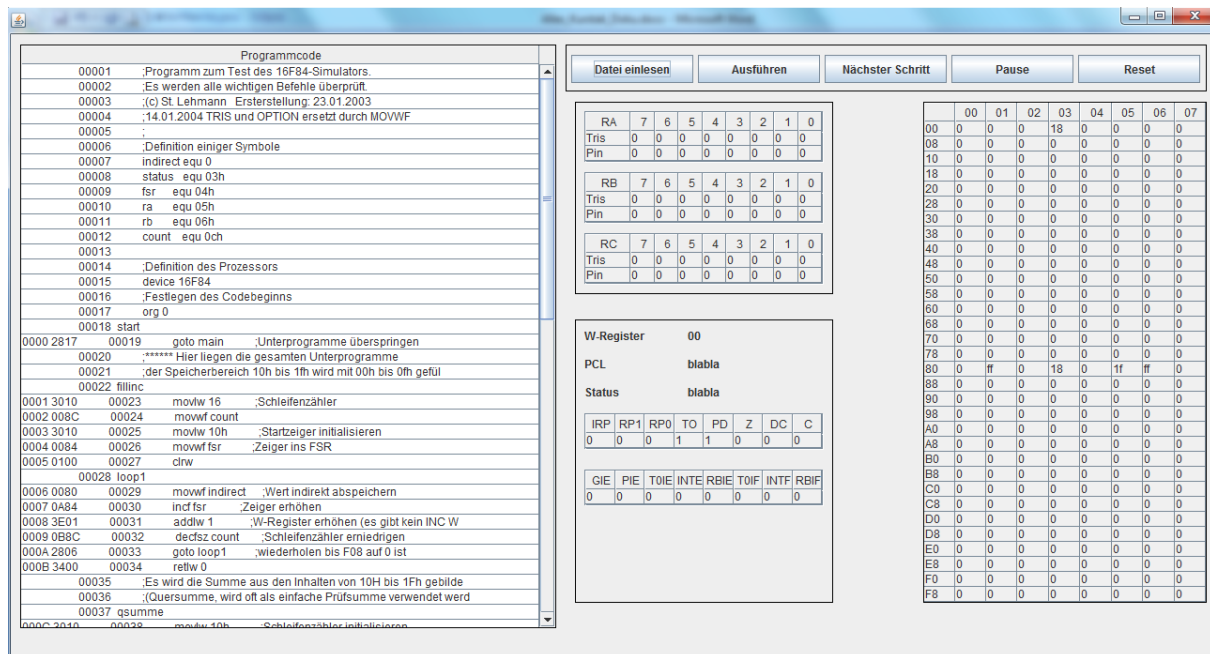 Programmcode
00001 ;Programm zum Test des 16F84-Simulators.
00002 ;Es werden alle wichtigen Befehle überprüft.
00003 ;(c) St. Lehmann Ersterstellung: 23.01.2003
00004 ;14.01.2004 TRIS und OPTION ersetzt durch MOVWF
00005 ;
00006 ;Definition einiger Symbole
00007 indirect equ 0
00008 status equ 03h
00009 fsr equ 04h
00010 ra equ 05h
00011 rb equ 06h
00012 count equ 0ch
00013
00014 ;Definition des Prozessors
00015 device 16F84
00016 ;Festlegen des Codebeginns
00017 org 0
00018 start
0000 2817 00019 goto main ;Unterprogramme überspringen
00020 ;****** Hier liegen die gesamten Unterprogramme
00021 ;der Speicherbereich 10h bis 1fh wird mit 00h bis 0fh gefül
00022 fillinc
0001 3010 00023 movlw 16 ;Schleifenzähler
0002 008C 00024 movwf count
0003 3010 00025 movlw 10h ;Startzeiger initialisieren
0004 0084 00026 movwf fsr ;Zeiger ins FSR
0005 0100 00027 clrw
00028 loop1
0006 0080 00029 movwf indirect ;Wert indirekt abspeichern
0007 0A84 00030 incf fsr ;Zeiger erhöhen
0008 3E01 00031 addlw 1 ;W-Register erhöhen (es gibt kein INC W
0009 0B8C 00032 decfsz count ;Schleifenzähler erniedrigen
000A 2806 00033 goto loop1 ;wiederholen bis F08 auf 0 ist
000B 3400 00034 retlw 0
00035 ;Es wird die Summe aus den Inhalten von 10H bis 1Fh gebilde
00036 ;(Quersumme, wird oft als einfache Prüfsumme verwendet werd
00037 qsumme
000C 3010 00038 movlw 10h ;Schleifenzähler initialisieren
Datei einlesen Ausführen Nächster Schritt Pause Reset
RA 7 6 5 4 3 2 1 0
Tris 0 0 0 0 0 0 0 0
Pin 0 0 0 0 0 0 0 0
RB 7 6 5 4 3 2 1 0
Tris 0 0 0 0 0 0 0 0
Pin 0 0 0 0 0 0 0 0
RC 7 6 5 4 3 2 1 0
Tris 0 0 0 0 0 0 0 0
Pin 0 0 0 0 0 0 0 0
W-Register 00
PCL blabla
Status blabla
IRP RP1 RP0 TO PD Z DC C
0 0 0 1 1 0 0 0
GIE PIE T0IE INTE RBIE T0IF INTF RBIF
0 0 0 0 0 0 0 0
00 01 02 03 04 05 06 07
00 0 0 0 18 0 0 0 0
08 0 0 0 0 0 0 0 0
10 0 0 0 0 0 0 0 0
18 0 0 0 0 0 0 0 0
20 0 0 0 0 0 0 0 0
28 0 0 0 0 0 0 0 0
30 0 0 0 0 0 0 0 0
38 0 0 0 0 0 0 0 0
40 0 0 0 0 0 0 0 0
48 0 0 0 0 0 0 0 0
50 0 0 0 0 0 0 0 0
58 0 0 0 0 0 0 0 0
60 0 0 0 0 0 0 0 0
68 0 0 0 0 0 0 0 0
70 0 0 0 0 0 0 0 0
78 0 0 0 0 0 0 0 0
80 0 ff 0 18 0 1f ff 0
88 0 0 0 0 0 0 0 0
90 0 0 0 0 0 0 0 0
98 0 0 0 0 0 0 0 0
A0 0 0 0 0 0 0 0 0
A8 0 0 0 0 0 0 0 0
B0 0 0 0 0 0 0 0 0
B8 0 0 0 0 0 0 0 0
C0 0 0 0 0 0 0 0 0
C8 0 0 0 0 0 0 0 0
D0 0 0 0 0 0 0 0 0
D8 0 0 0 0 0 0 0 0
E0 0 0 0 0 0 0 0 0
E8 0 0 0 0 0 0 0 0
F0 0 0 0 0 0 0 0 0
F8 0 0 0 0 0 0 0 0